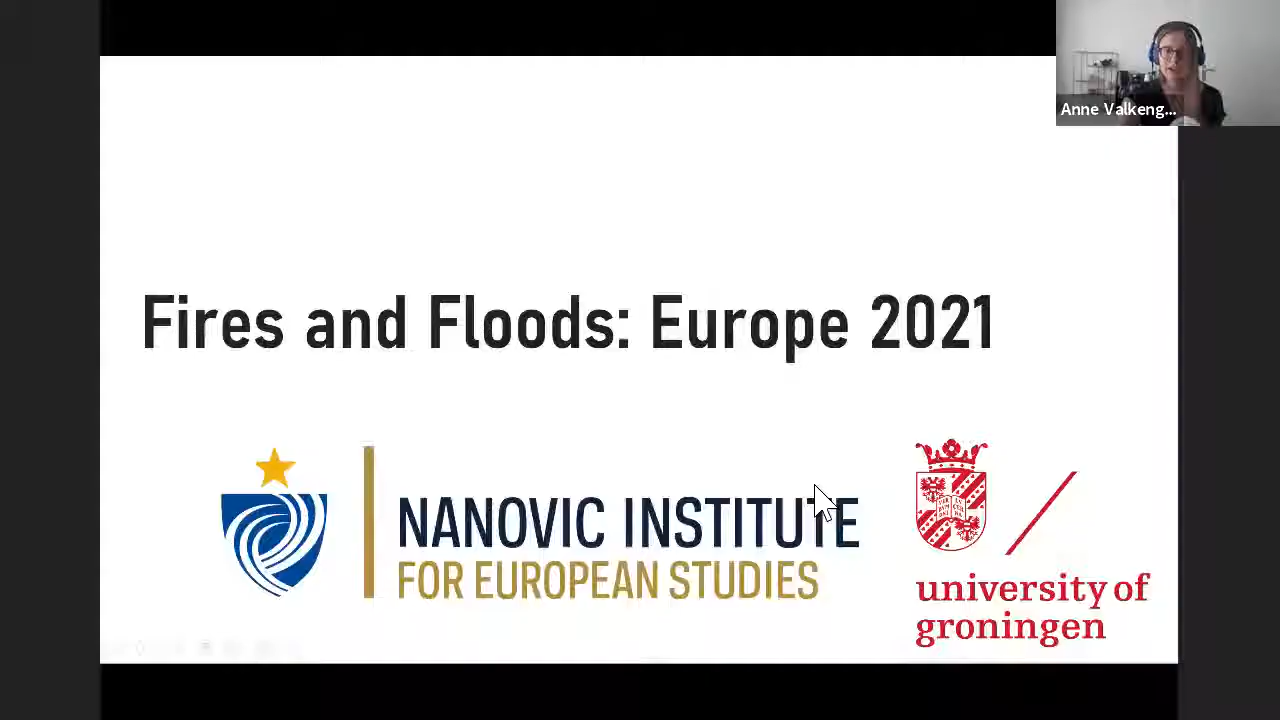 Anne Valkeng...
Fires and Floods: Europe 2021
NANOVIC INSTITUTE
FOR EUROPEAN STUDIES
university of
groningen